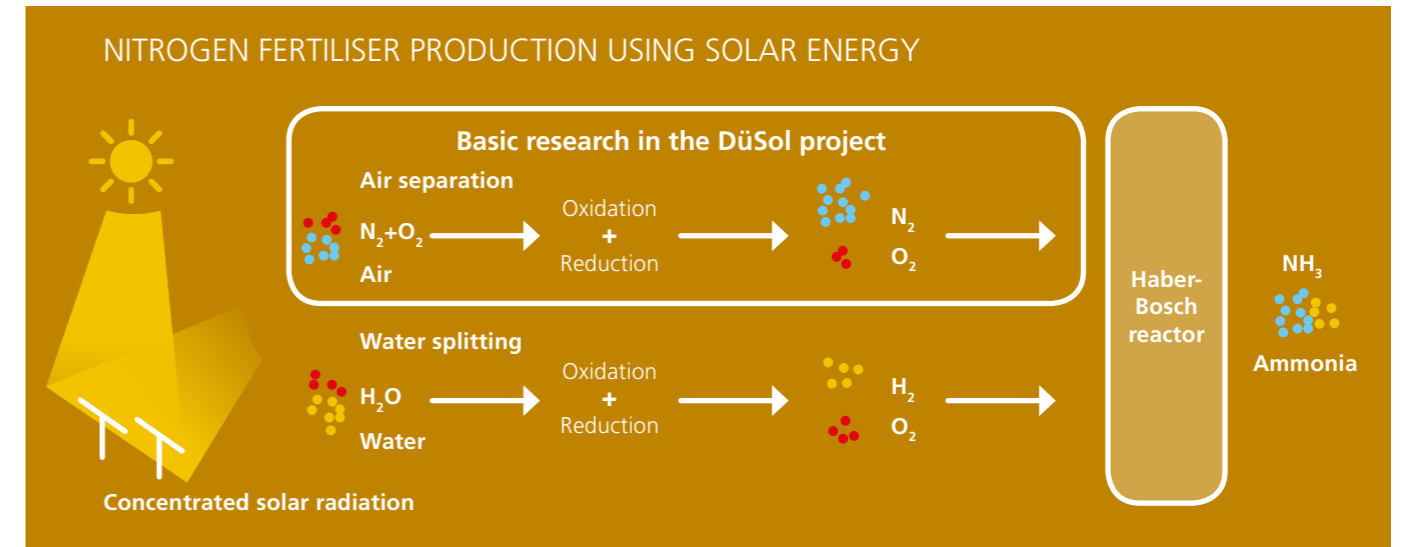 NITROGEN FERTILISER PRODUCTION USING SOLAR ENERGY
Basic research in the DüSol project
Air separation
N₂+O₂
Air
Oxidation
+
Reduction
N₂
O₂
Water splitting
H₂O
Water
Oxidation
+
Reduction
H₂
O₂
Haber-
Bosch
reactor
NH₃
Ammonia
Concentrated solar radiation